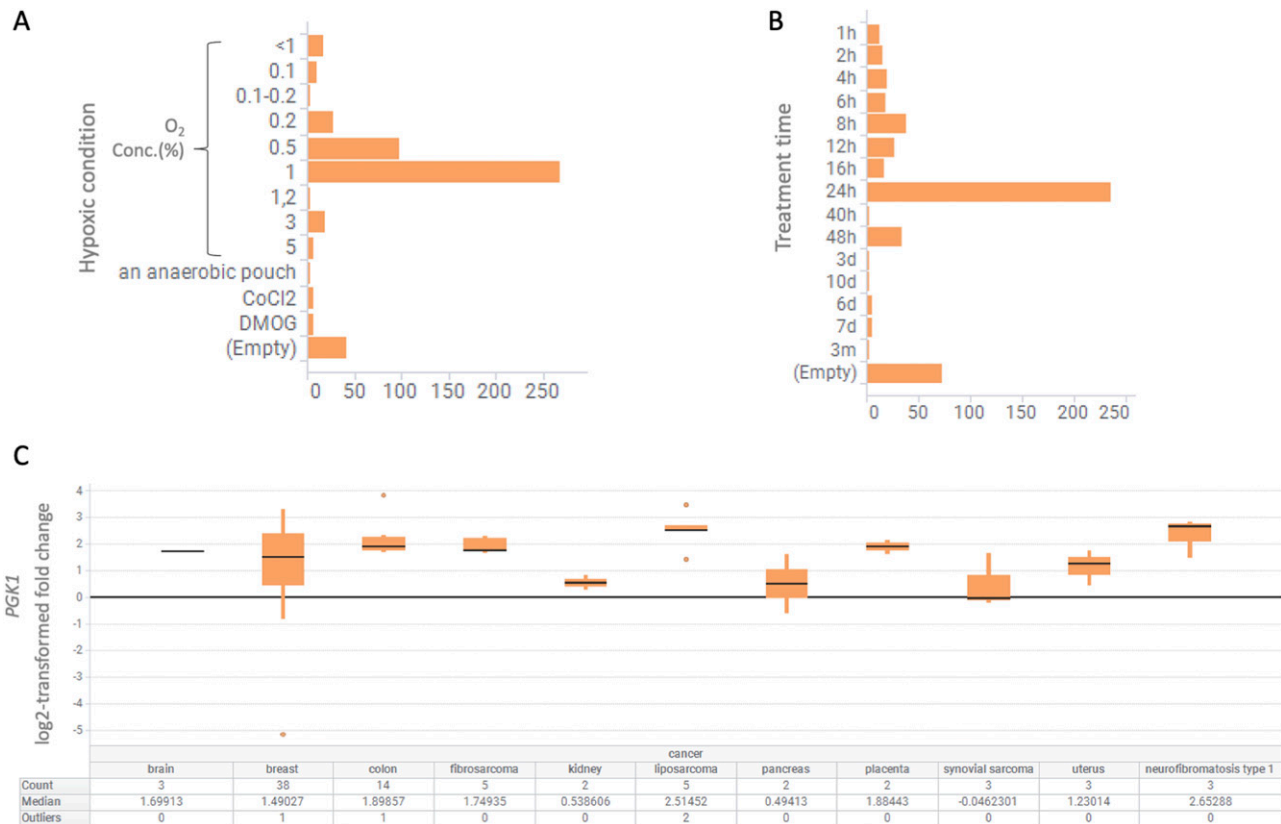 A
Hypoxic condition
O2
Conc.(%)
<1
0.1
0.1-0.2
0.2
0.5
1
1,2
3
5
an anaerobic pouch
CoCl2
DMOG
(Empty)
0 50 100 150 200 250
B
Treatment time
1h
2h
4h
6h
8h
12h
16h
24h
40h
48h
3d
10d
6d
7d
3m
(Empty)
0 50 100 150 200 250
C
PGK1
log2-transformed fold change
4
3
2
1
0
-1
-2
-3
-4
-5
cancer
brain breast colon fibrosarcoma kidney liposarcoma pancreas placenta synovial sarcoma uterus neurofibromatosis type 1
Count 3 38 14 5 2 5 2 2 3 3 3
Median 1.69913 1.49027 1.89857 1.74935 0.538606 2.51452 0.49413 1.88443 -0.0462301 1.23014 2.65288
Outliers 0 1 1 0 0 2 0 0 0 0 0